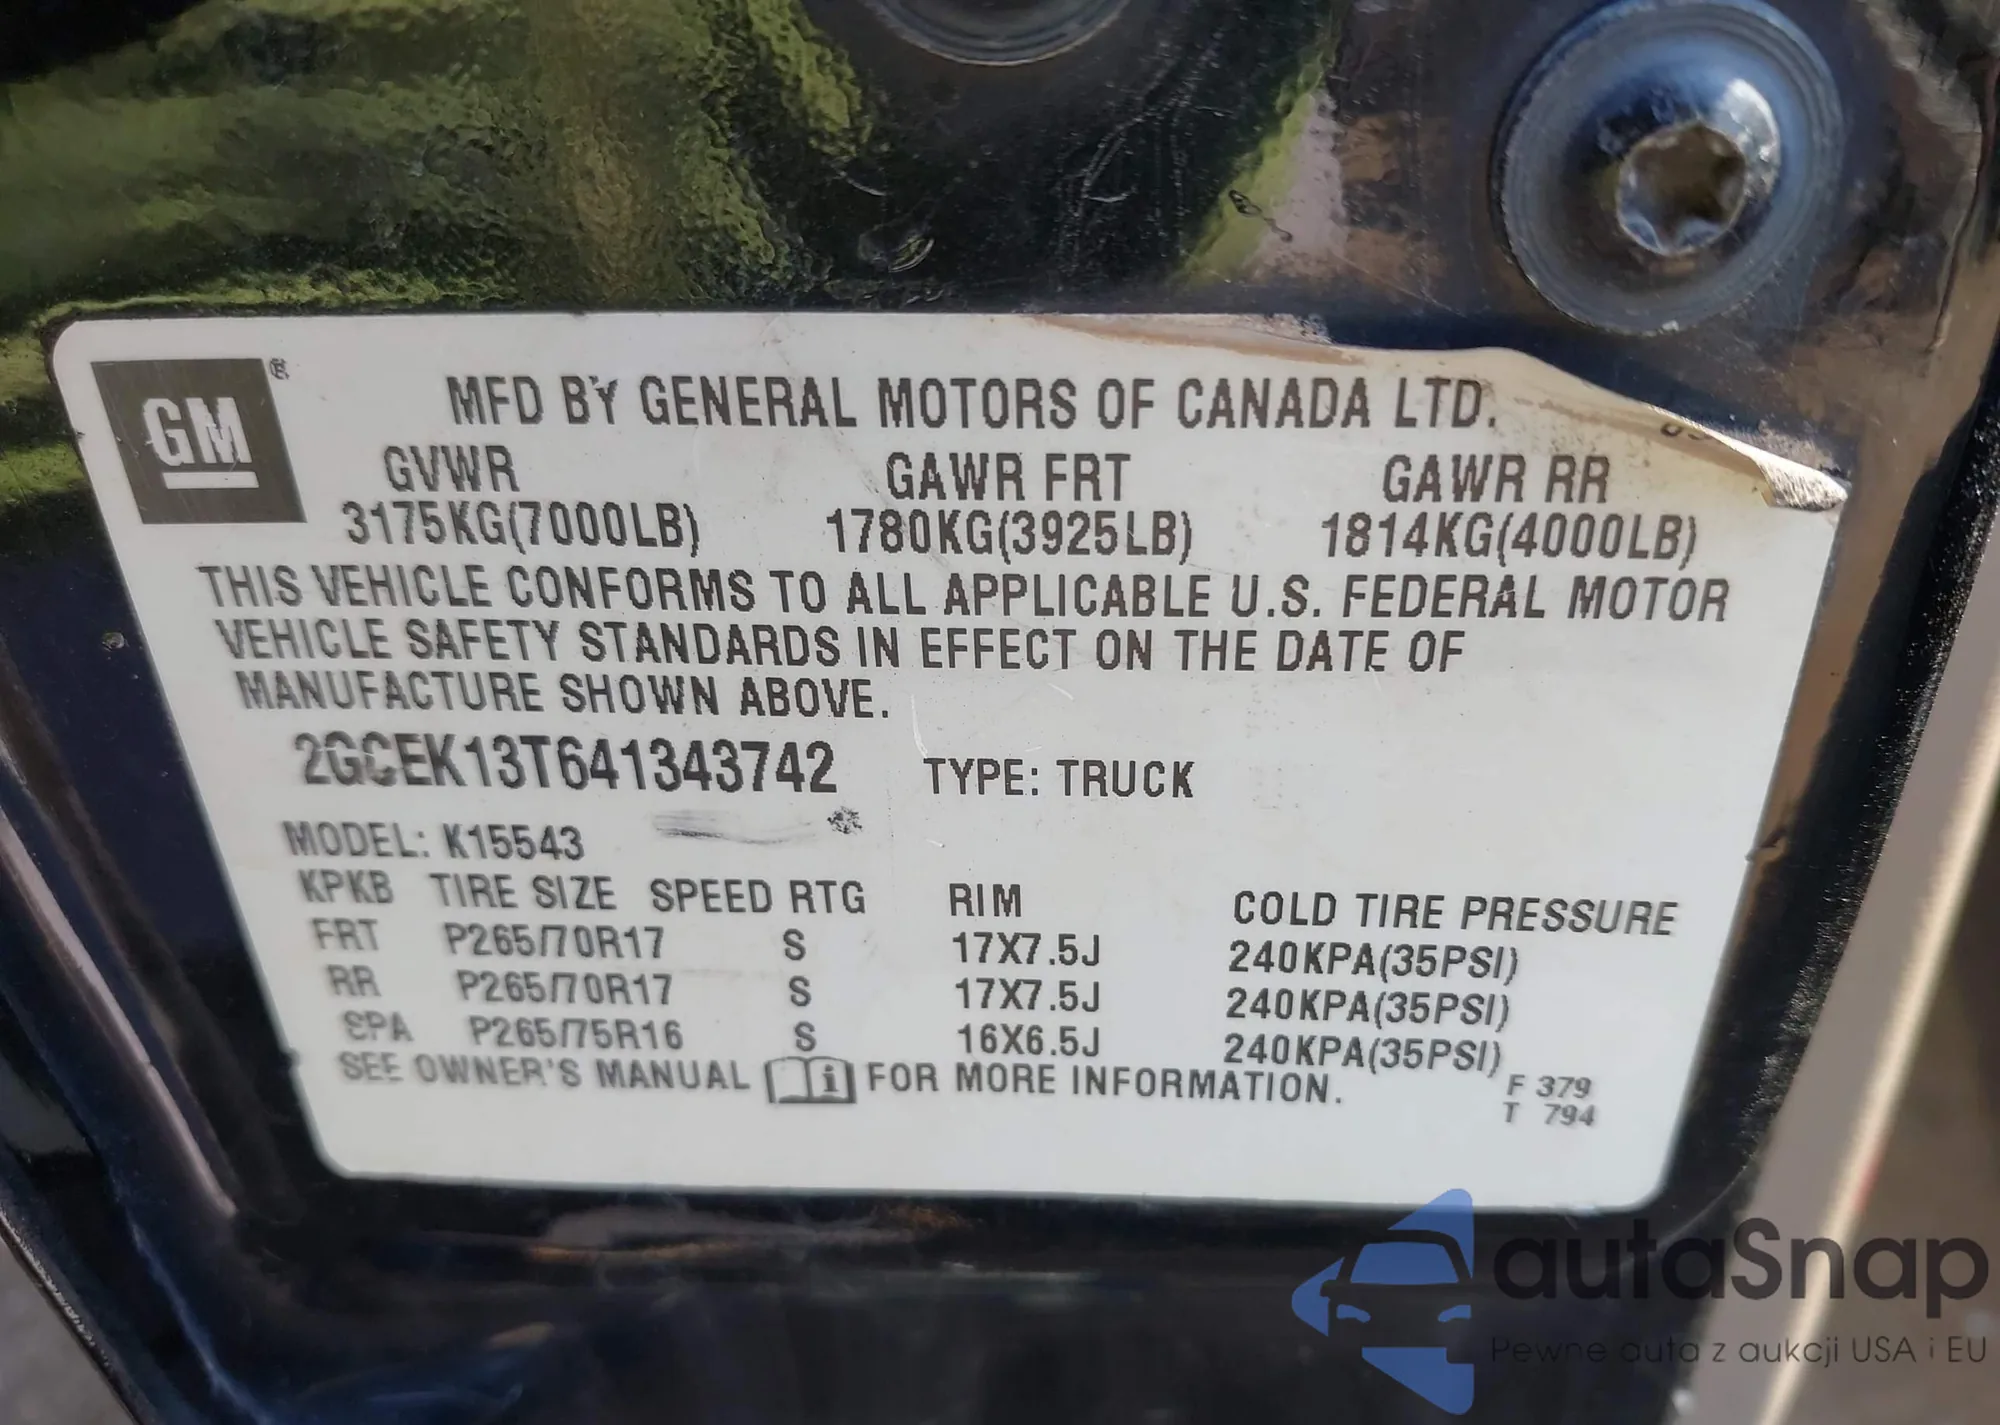 GM ®
MFD BY GENERAL MOTORS OF CANADA LTD.
GVWR GAWR FRT GAWR RR
3175KG(7000LB) 1780KG(3925LB) 1814KG(4000LB)
THIS VEHICLE CONFORMS TO ALL APPLICABLE U.S. FEDERAL MOTOR
VEHICLE SAFETY STANDARDS IN EFFECT ON THE DATE OF
MANUFACTURE SHOWN ABOVE.
2GCEK13T641343742 TYPE: TRUCK
MODEL: K15543
KPKB TIRE SIZE SPEED RTG RIM COLD TIRE PRESSURE
FRT P265/70R17 S 17X7.5J 240KPA(35PSI)
RR P265/70R17 S 17X7.5J 240KPA(35PSI)
SPA P265/75R16 S 16X6.5J 240KPA(35PSI)
SEE OWNER'S MANUAL i FOR MORE INFORMATION.
F 379
T 794
autaSnap
Pewne auta z aukcji USA i EU